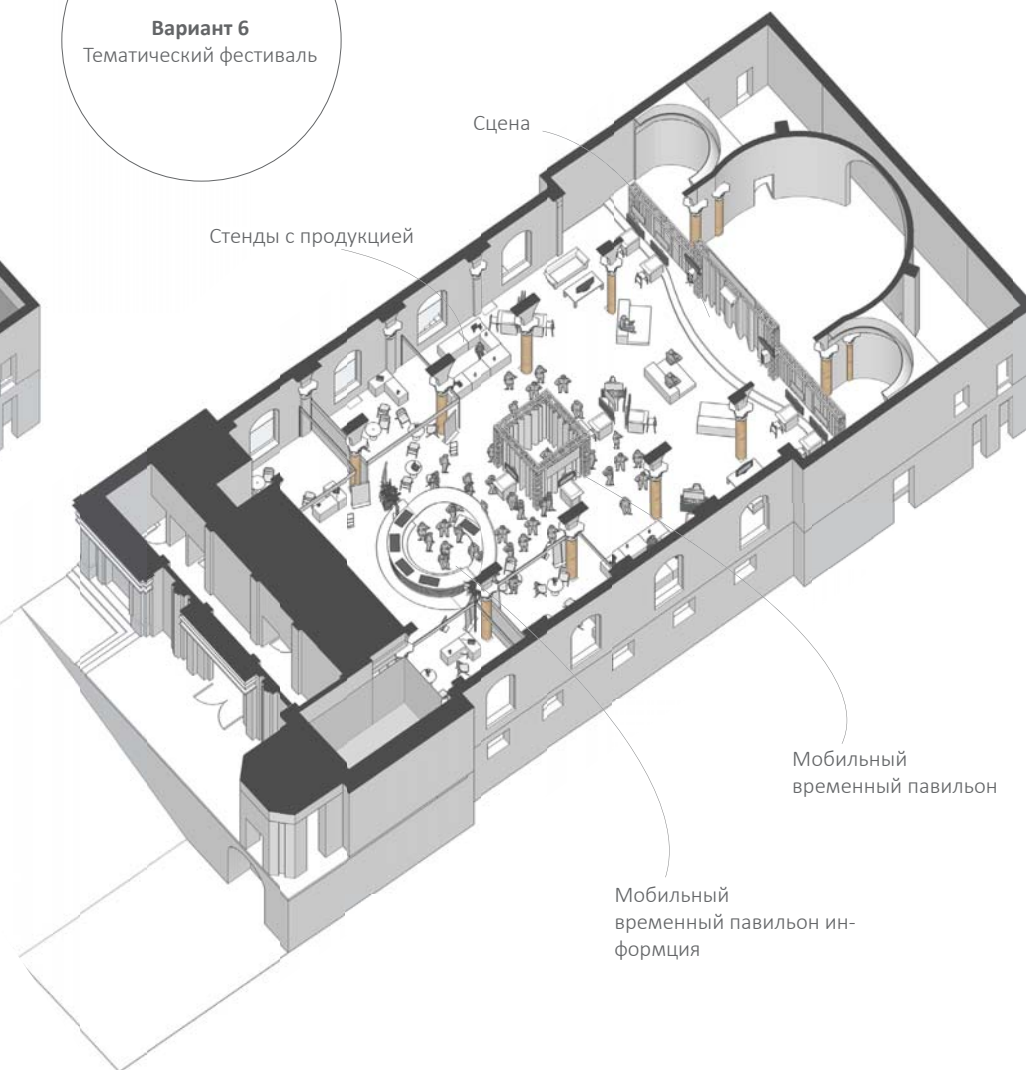 Вариант 6
Тематический фестиваль
Сцена
Стенды с продукцией
Мобильный
временный павильон
Мобильный
временный павильон ин-
формция